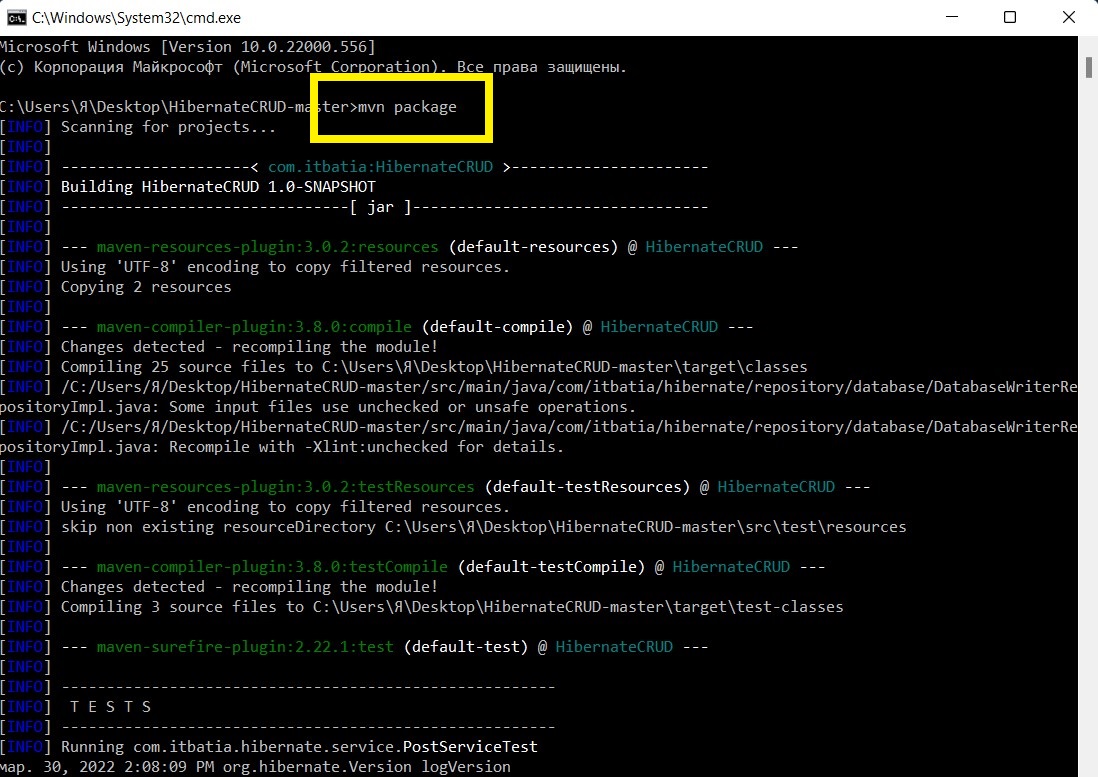 C:\Windows\System32\cmd.exe
Microsoft Windows [Version 10.0.22000.556]
(c) Корпорация Майкрософт (Microsoft Corporation). Все права защищены.
C:\Users\Я\Desktop\HibernateCRUD-master>mvn package
[INFO] Scanning for projects...
[INFO]
[INFO] ---------------------< com.itbatia:HibernateCRUD >----------------------
[INFO] Building HibernateCRUD 1.0-SNAPSHOT
[INFO] --------------------------------[ jar ]---------------------------------
[INFO]
[INFO] --- maven-resources-plugin:3.0.2:resources (default-resources) @ HibernateCRUD ---
[INFO] Using 'UTF-8' encoding to copy filtered resources.
[INFO] Copying 2 resources
[INFO]
[INFO] --- maven-compiler-plugin:3.8.0:compile (default-compile) @ HibernateCRUD ---
[INFO] Changes detected - recompiling the module!
[INFO] Compiling 25 source files to C:\Users\Я\Desktop\HibernateCRUD-master\target\classes
[INFO] /C:/Users/Я/Desktop/HibernateCRUD-master/src/main/java/com/itbatia/hibernate/repository/database/DatabaseWriterRe
positoryImpl.java: Some input files use unchecked or unsafe operations.
[INFO] /C:/Users/Я/Desktop/HibernateCRUD-master/src/main/java/com/itbatia/hibernate/repository/database/DatabaseWriterRe
positoryImpl.java: Recompile with -Xlint:unchecked for details.
[INFO]
[INFO] --- maven-resources-plugin:3.0.2:testResources (default-testResources) @ HibernateCRUD ---
[INFO] Using 'UTF-8' encoding to copy filtered resources.
[INFO] skip non existing resourceDirectory C:\Users\Я\Desktop\HibernateCRUD-master\src\test\resources
[INFO]
[INFO] --- maven-compiler-plugin:3.8.0:testCompile (default-testCompile) @ HibernateCRUD ---
[INFO] Changes detected - recompiling the module!
[INFO] Compiling 3 source files to C:\Users\Я\Desktop\HibernateCRUD-master\target\test-classes
[INFO]
[INFO] --- maven-surefire-plugin:2.22.1:test (default-test) @ HibernateCRUD ---
[INFO]
[INFO] -------------------------------------------------------
[INFO]  T E S T S
[INFO] -------------------------------------------------------
[INFO] Running com.itbatia.hibernate.service.PostServiceTest
мар. 30, 2022 2:08:09 PM org.hibernate.Version logVersion